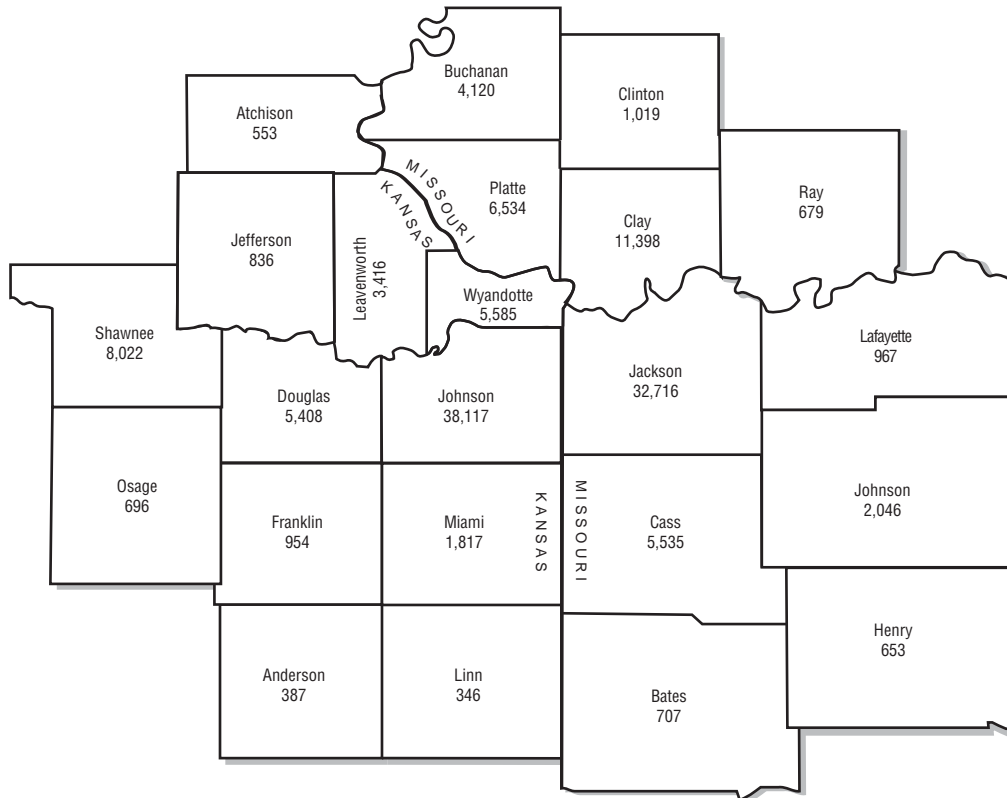 Buchanan
4,120
Clinton
1,019
Atchison
553
MISSOURI
KANSAS
Platte
6,534
Clay
11,398
Ray
679
Jefferson
836
Leavenworth
3,416
Wyandotte
5,585
Shawnee
8,022
Lafayette
967
Douglas
5,408
Johnson
38,117
Jackson
32,716
Osage
696
Franklin
954
Miami
1,817
KANSAS
MISSOURI
Cass
5,535
Johnson
2,046
Anderson
387
Linn
346
Bates
707
Henry
653